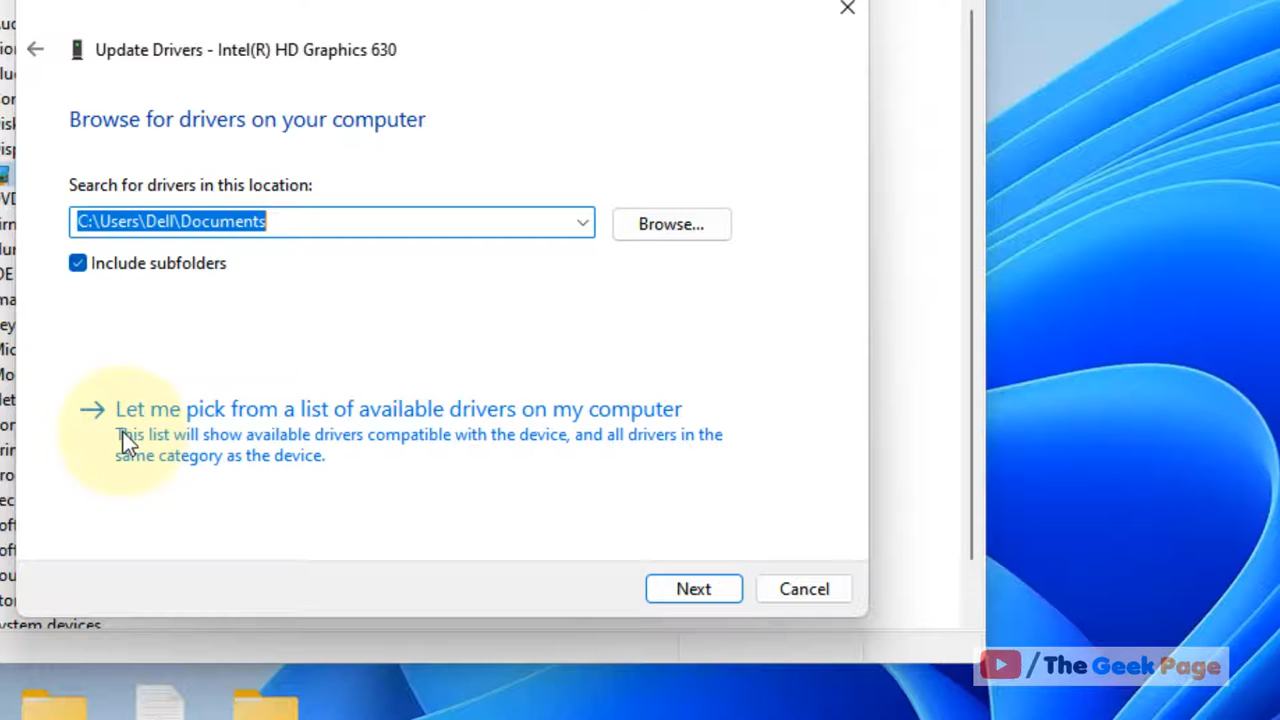 Update Drivers - Intel(R) HD Graphics 630
Browse for drivers on your computer
Search for drivers in this location:
C:\Users\Dell\Documents
Browse...
Include subfolders
Let me pick from a list of available drivers on my computer
This list will show available drivers compatible with the device, and all drivers in the
same category as the device.
Next
Cancel
ystem devices
/The Geek Page